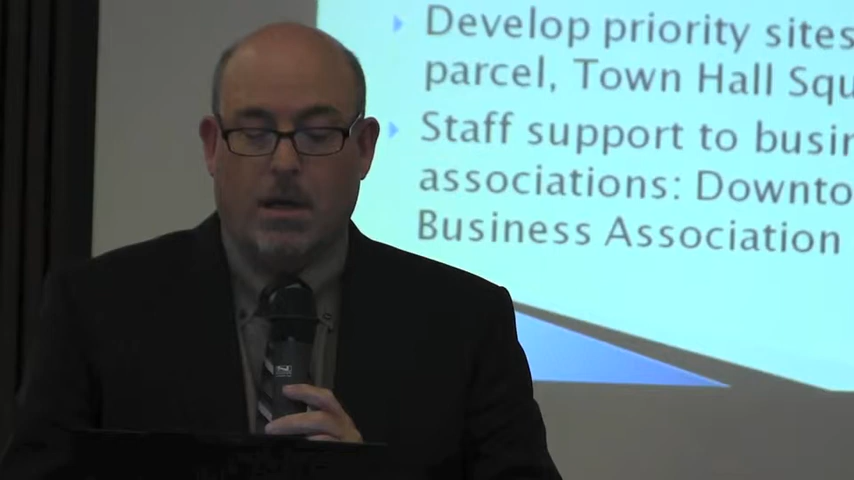 Develop priority sites
parcel, Town Hall Squ
Staff support to busin
associations: Downto
Business Association